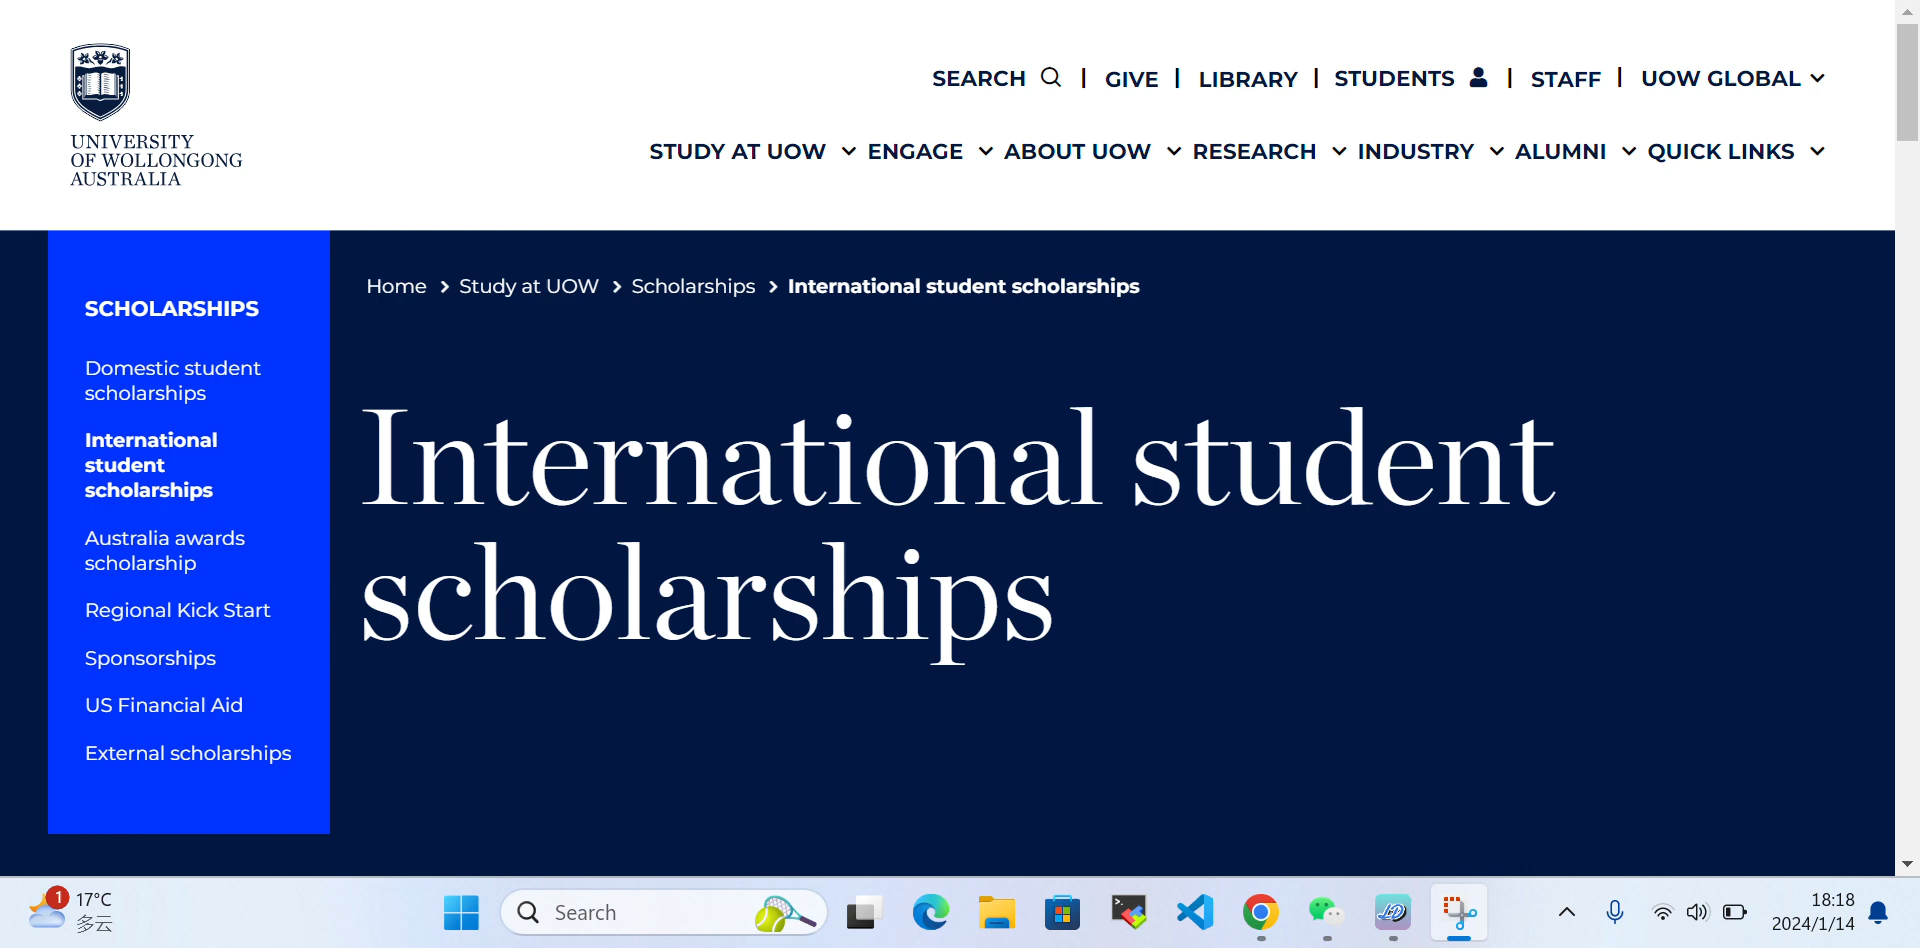 UNIVERSITY
OF WOLLONGONG
AUSTRALIA
SEARCH | GIVE | LIBRARY | STUDENTS | STAFF | UOW GLOBAL
STUDY AT UOW ENGAGE ABOUT UOW RESEARCH INDUSTRY ALUMNI QUICK LINKS
SCHOLARSHIPS
Domestic student
scholarships
International
student
scholarships
Australia awards
scholarship
Regional Kick Start
Sponsorships
US Financial Aid
External scholarships
Home > Study at UOW > Scholarships > International student scholarships
International student
scholarships
1
17°C
多云
Search
18:18
2024/1/14